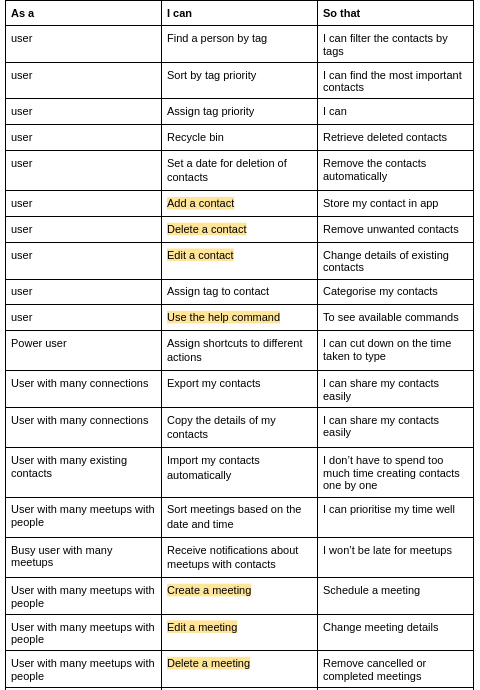 As a | I can | So that
user | Find a person by tag | I can filter the contacts by
tags
user | Sort by tag priority | I can find the most important
contacts
user | Assign tag priority | I can
user | Recycle bin | Retrieve deleted contacts
user | Set a date for deletion of | Remove the contacts
contacts | automatically
user | Add a contact | Store my contact in app
user | Delete a contact | Remove unwanted contacts
user | Edit a contact | Change details of existing
contacts
user | Assign tag to contact | Categorise my contacts
user | Use the help command | To see available commands
Power user | Assign shortcuts to different | I can cut down on the time
actions | taken to type
User with many connections | Export my contacts | I can share my contacts
easily
User with many connections | Copy the details of my | I can share my contacts
contacts | easily
User with many existing | Import my contacts | I don’t have to spend too
contacts | automatically | much time creating contacts
one by one
User with many meetups with | Sort meetings based on the | I can prioritise my time well
people | date and time
Busy user with many | Receive notifications about | I won’t be late for meetups
meetups | meetups with contacts
User with many meetups with | Create a meeting | Schedule a meeting
people
User with many meetups with | Edit a meeting | Change meeting details
people
User with many meetups with | Delete a meeting | Remove cancelled or
people | completed meetings